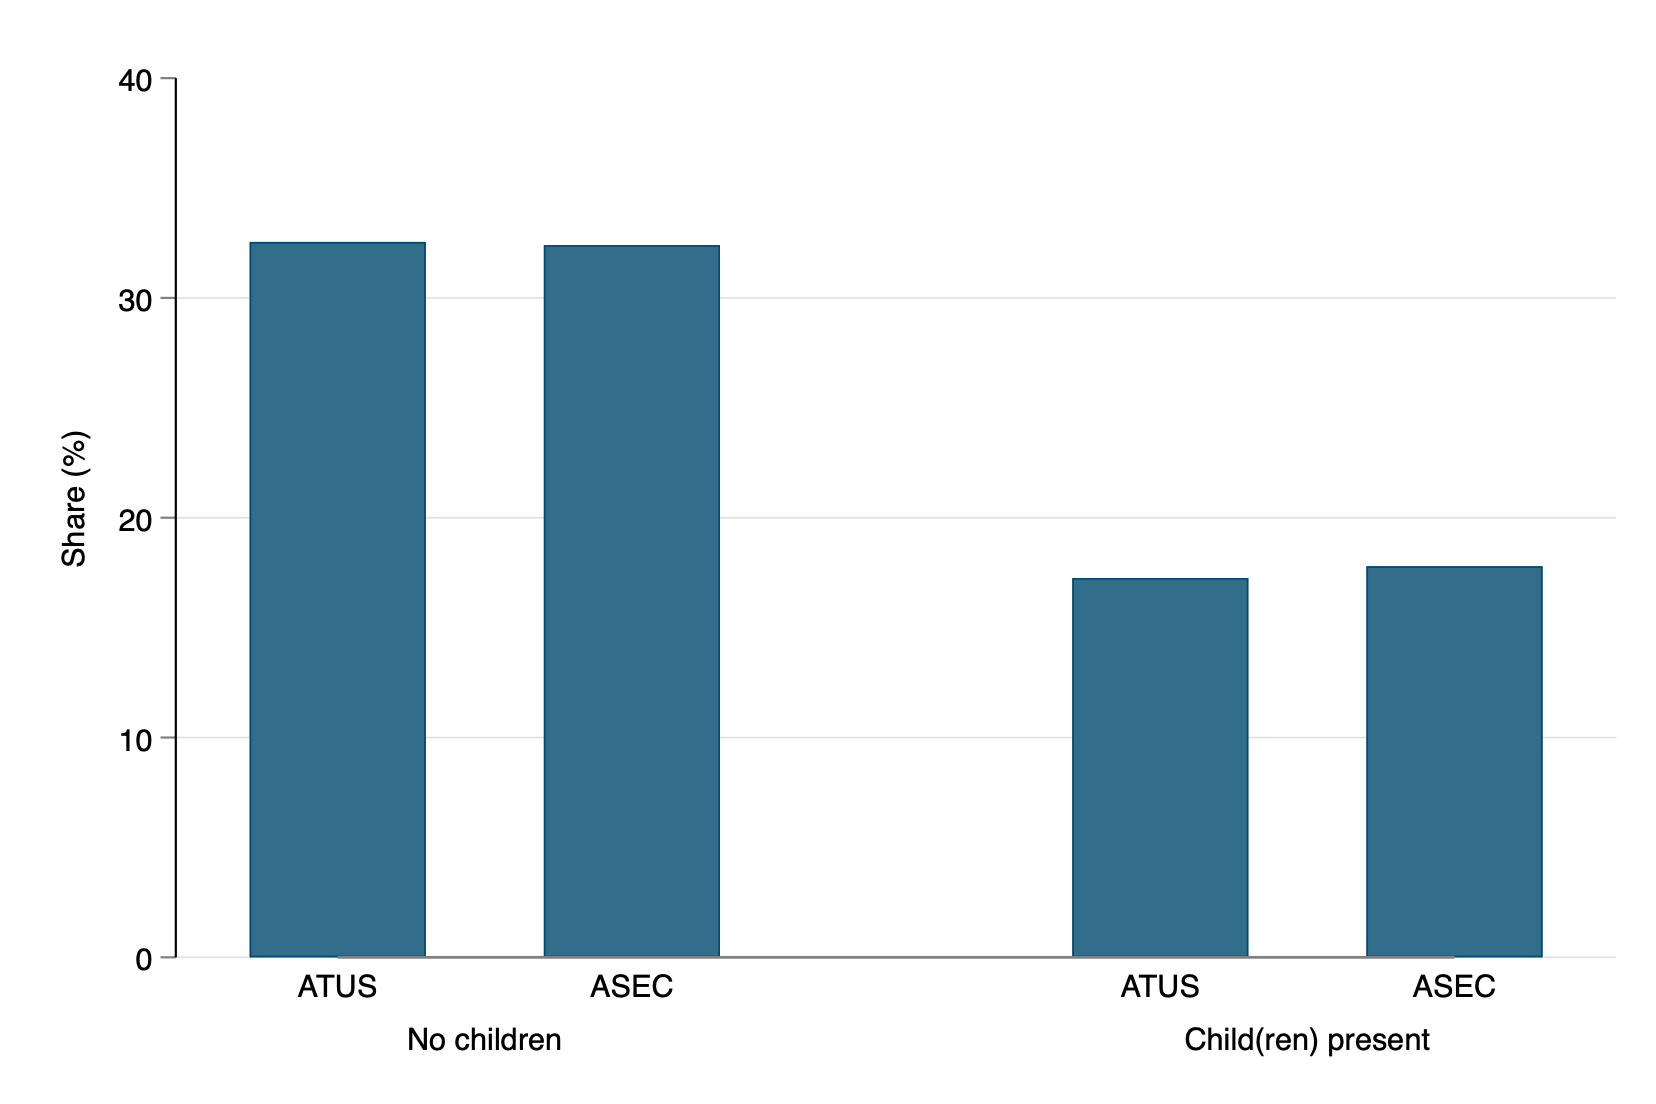 Share (%)
40
30
20
10
0
ATUS ASEC ATUS ASEC
No children Child(ren) present